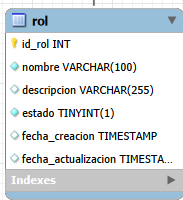 rol
id_rol INT
nombre VARCHAR(100)
descripcion VARCHAR(255)
estado TINYINT(1)
fecha_creacion TIMESTAMP
fecha_actualizacion TIMESTA...
Indexes